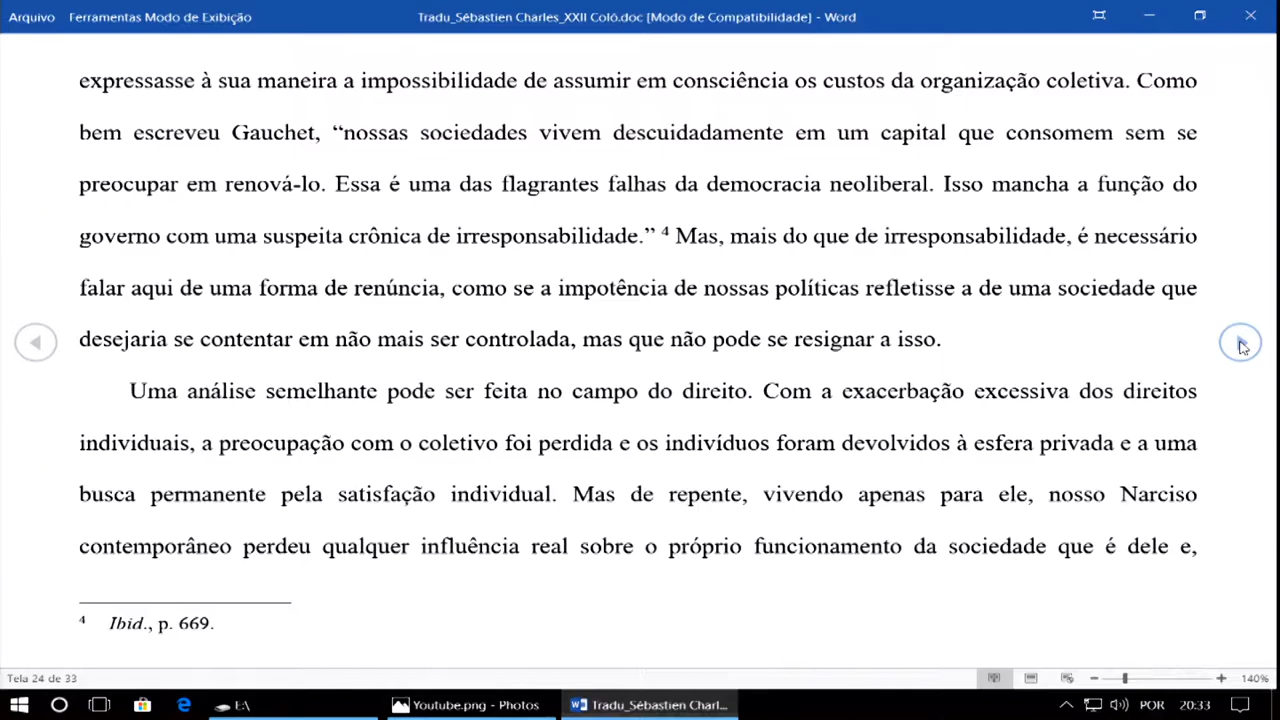 Arquivo Ferramentas Modo de Exibição Tradu_Sébastien Charles_XXII Coló.doc [Modo de Compatibilidade] - Word
expressasse à sua maneira a impossibilidade de assumir em consciência os custos da organização coletiva. Como
bem escreveu Gauchet, “nossas sociedades vivem descuidadamente em um capital que consomem sem se
preocupar em renová-lo. Essa é uma das flagrantes falhas da democracia neoliberal. Isso mancha a função do
governo com uma suspeita crônica de irresponsabilidade.” 4 Mas, mais do que de irresponsabilidade, é necessário
falar aqui de uma forma de renúncia, como se a impotência de nossas políticas refletisse a de uma sociedade que
desejaria se contentar em não mais ser controlada, mas que não pode se resignar a isso.
Uma análise semelhante pode ser feita no campo do direito. Com a exacerbação excessiva dos direitos
individuais, a preocupação com o coletivo foi perdida e os indivíduos foram devolvidos à esfera privada e a uma
busca permanente pela satisfação individual. Mas de repente, vivendo apenas para ele, nosso Narciso
contemporâneo perdeu qualquer influência real sobre o próprio funcionamento da sociedade que é dele e,
4 Ibid., p. 669.
Tela 24 de 33 140%
E:\ Youtube.png - Photos Tradu_Sébastien Charl... POR 20:33